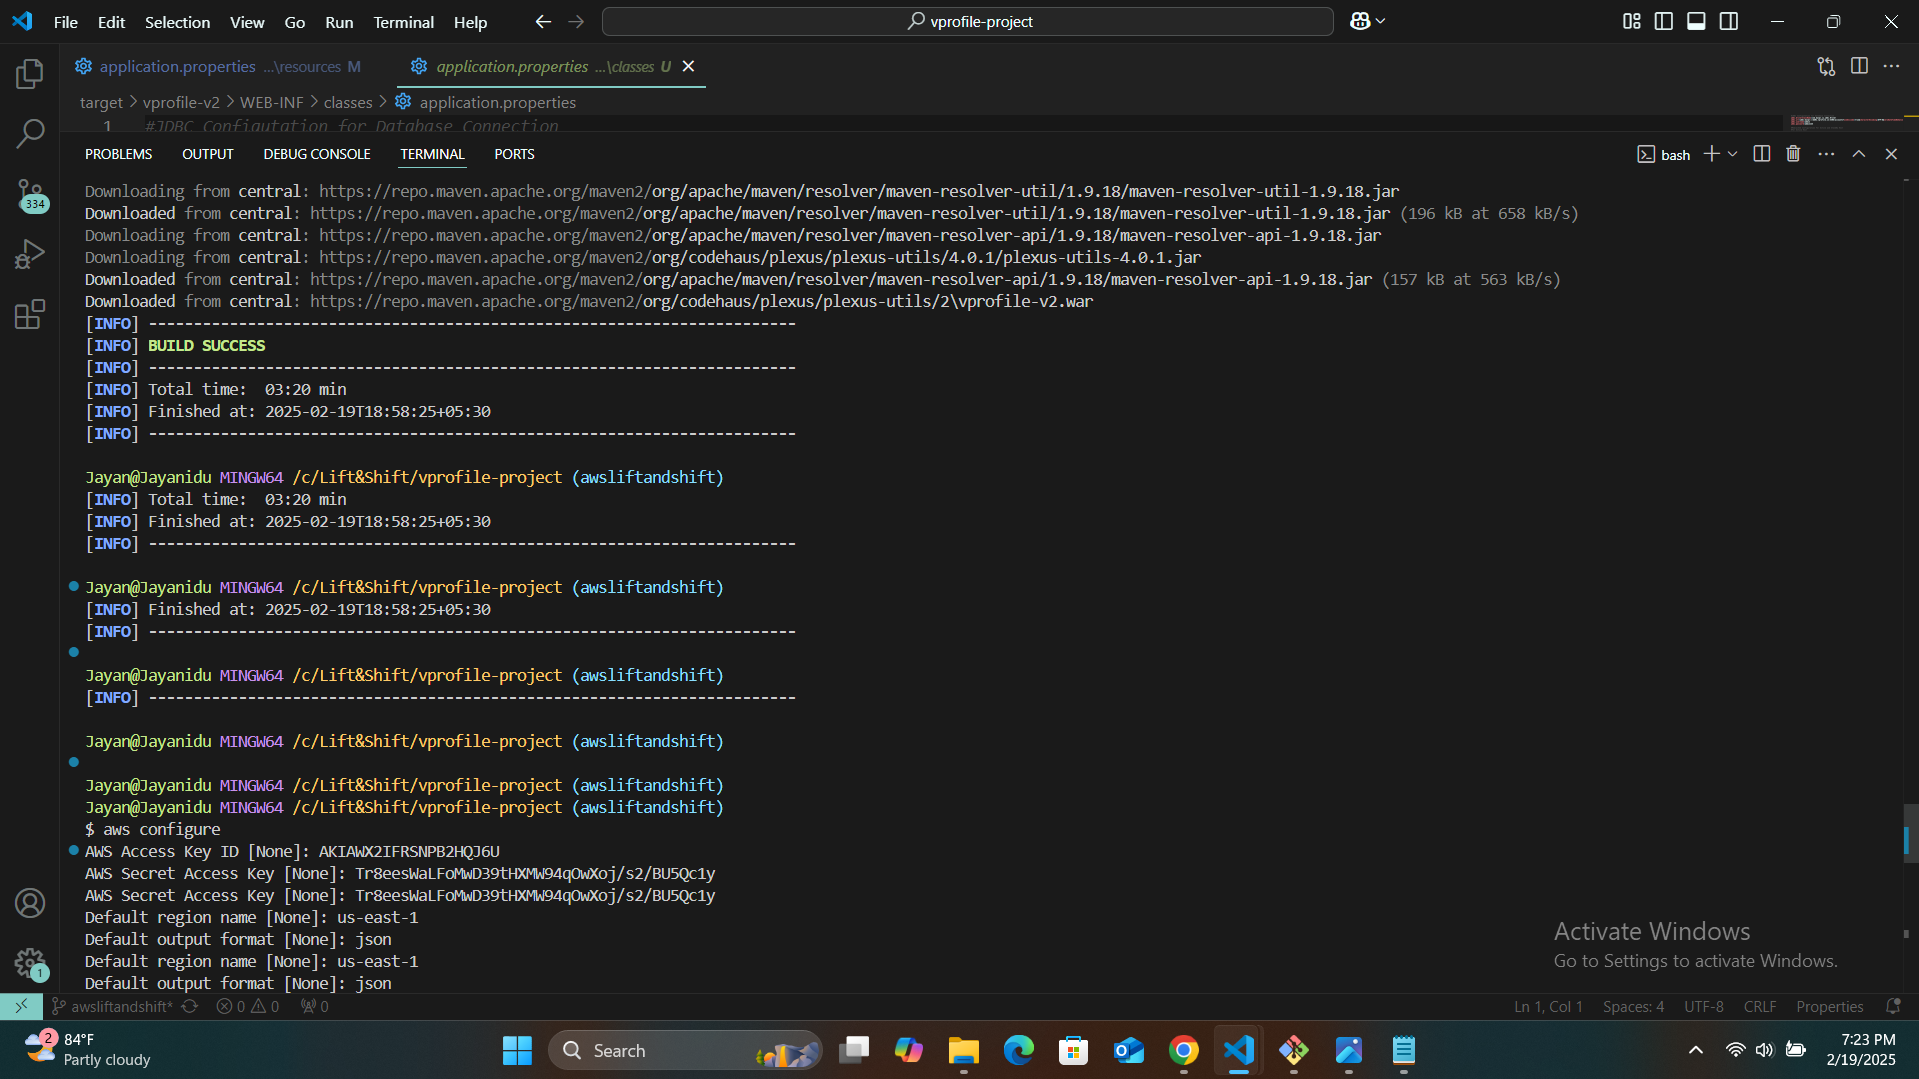 File Edit Selection View Go Run Terminal Help
vprofile-project
application.properties ...\resources M
application.properties ...\classes U
target > vprofile-v2 > WEB-INF > classes > application.properties
1 #JDBC Configutation for Database Connection
PROBLEMS OUTPUT DEBUG CONSOLE TERMINAL PORTS
bash
334
Downloading from central: https://repo.maven.apache.org/maven2/org/apache/maven/resolver/maven-resolver-util/1.9.18/maven-resolver-util-1.9.18.jar
Downloaded from central: https://repo.maven.apache.org/maven2/org/apache/maven/resolver/maven-resolver-util/1.9.18/maven-resolver-util-1.9.18.jar (196 kB at 658 kB/s)
Downloading from central: https://repo.maven.apache.org/maven2/org/apache/maven/resolver/maven-resolver-api/1.9.18/maven-resolver-api-1.9.18.jar
Downloading from central: https://repo.maven.apache.org/maven2/org/codehaus/plexus/plexus-utils/4.0.1/plexus-utils-4.0.1.jar
Downloaded from central: https://repo.maven.apache.org/maven2/org/apache/maven/resolver/maven-resolver-api/1.9.18/maven-resolver-api-1.9.18.jar (157 kB at 563 kB/s)
Downloaded from central: https://repo.maven.apache.org/maven2/org/codehaus/plexus/plexus-utils/2\vprofile-v2.war
[INFO] ------------------------------------------------------------------------
[INFO] BUILD SUCCESS
[INFO] ------------------------------------------------------------------------
[INFO] Total time:  03:20 min
[INFO] Finished at: 2025-02-19T18:58:25+05:30
[INFO] ------------------------------------------------------------------------
Jayan@Jayanidu MINGW64 /c/Lift&Shift/vprofile-project (awsliftandshift)
[INFO] Total time:  03:20 min
[INFO] Finished at: 2025-02-19T18:58:25+05:30
[INFO] ------------------------------------------------------------------------
Jayan@Jayanidu MINGW64 /c/Lift&Shift/vprofile-project (awsliftandshift)
[INFO] Finished at: 2025-02-19T18:58:25+05:30
[INFO] ------------------------------------------------------------------------
Jayan@Jayanidu MINGW64 /c/Lift&Shift/vprofile-project (awsliftandshift)
[INFO] ------------------------------------------------------------------------
Jayan@Jayanidu MINGW64 /c/Lift&Shift/vprofile-project (awsliftandshift)
Jayan@Jayanidu MINGW64 /c/Lift&Shift/vprofile-project (awsliftandshift)
Jayan@Jayanidu MINGW64 /c/Lift&Shift/vprofile-project (awsliftandshift)
$ aws configure
AWS Access Key ID [None]: AKIAWX2IFRSNPB2HQJ6U
AWS Secret Access Key [None]: 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
AWS Secret Access Key [None]: Tr8eesWaLFoMwD39tHXMW94qOwXoj/s2/BU5Qc1y
Default region name [None]: us-east-1
Default output format [None]: json
Default region name [None]: us-east-1
Default output format [None]: json
Activate Windows
Go to Settings to activate Windows.
1
awsliftandshift* 0 0 0
Ln 1, Col 1 Spaces: 4 UTF-8 CRLF Properties
2
84°F
Partly cloudy
Search
7:23 PM
2/19/2025